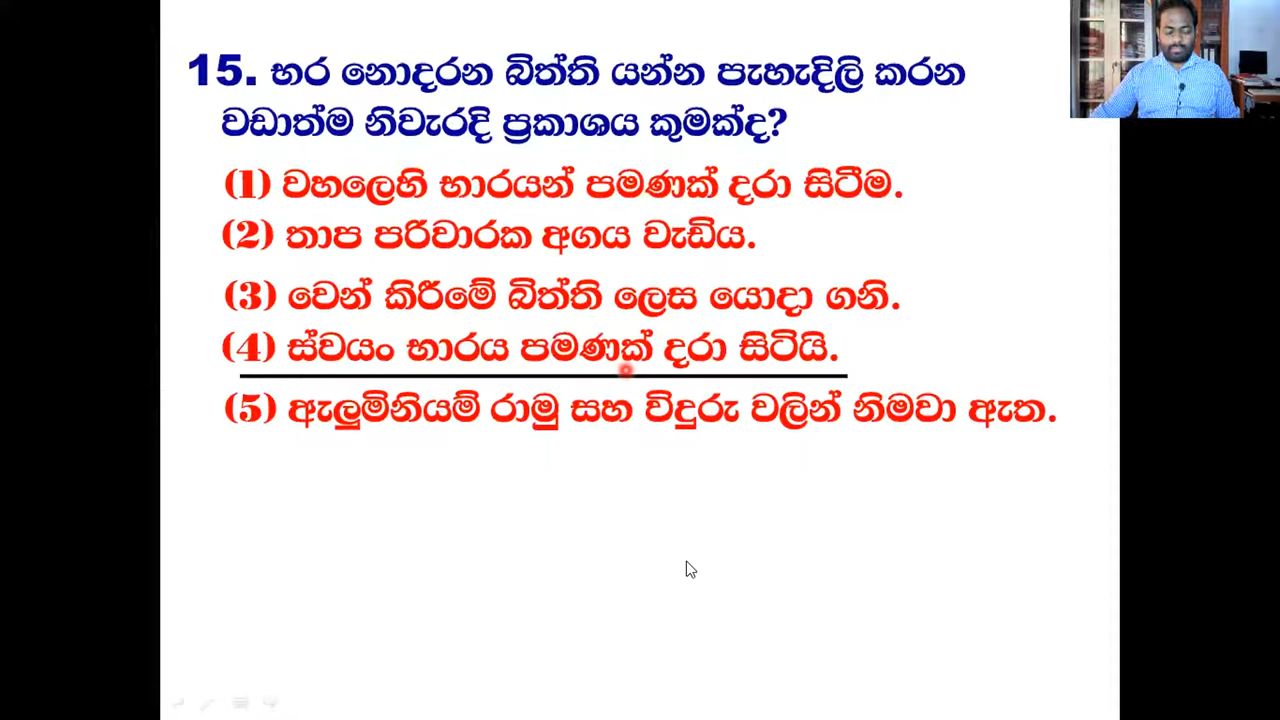 15. භර නොදරන බිත්ති යන්න පැහැදිලි කරන
වඩාත්ම නිවැරදි ප්‍රකාශය කුමක්ද?
(1) වහලෙහි භාරයන් පමණක් දරා සිටීම.
(2) තාප පරිවාරක අගය වැඩිය.
(3) වෙන් කිරීමේ බිත්ති ලෙස යොදා ගනි.
(4) ස්වයං භාරය පමණක් දරා සිටියි.
(5) ඇලුමිනියම් රාමු සහ විදුරු වලින් නිමවා ඇත.